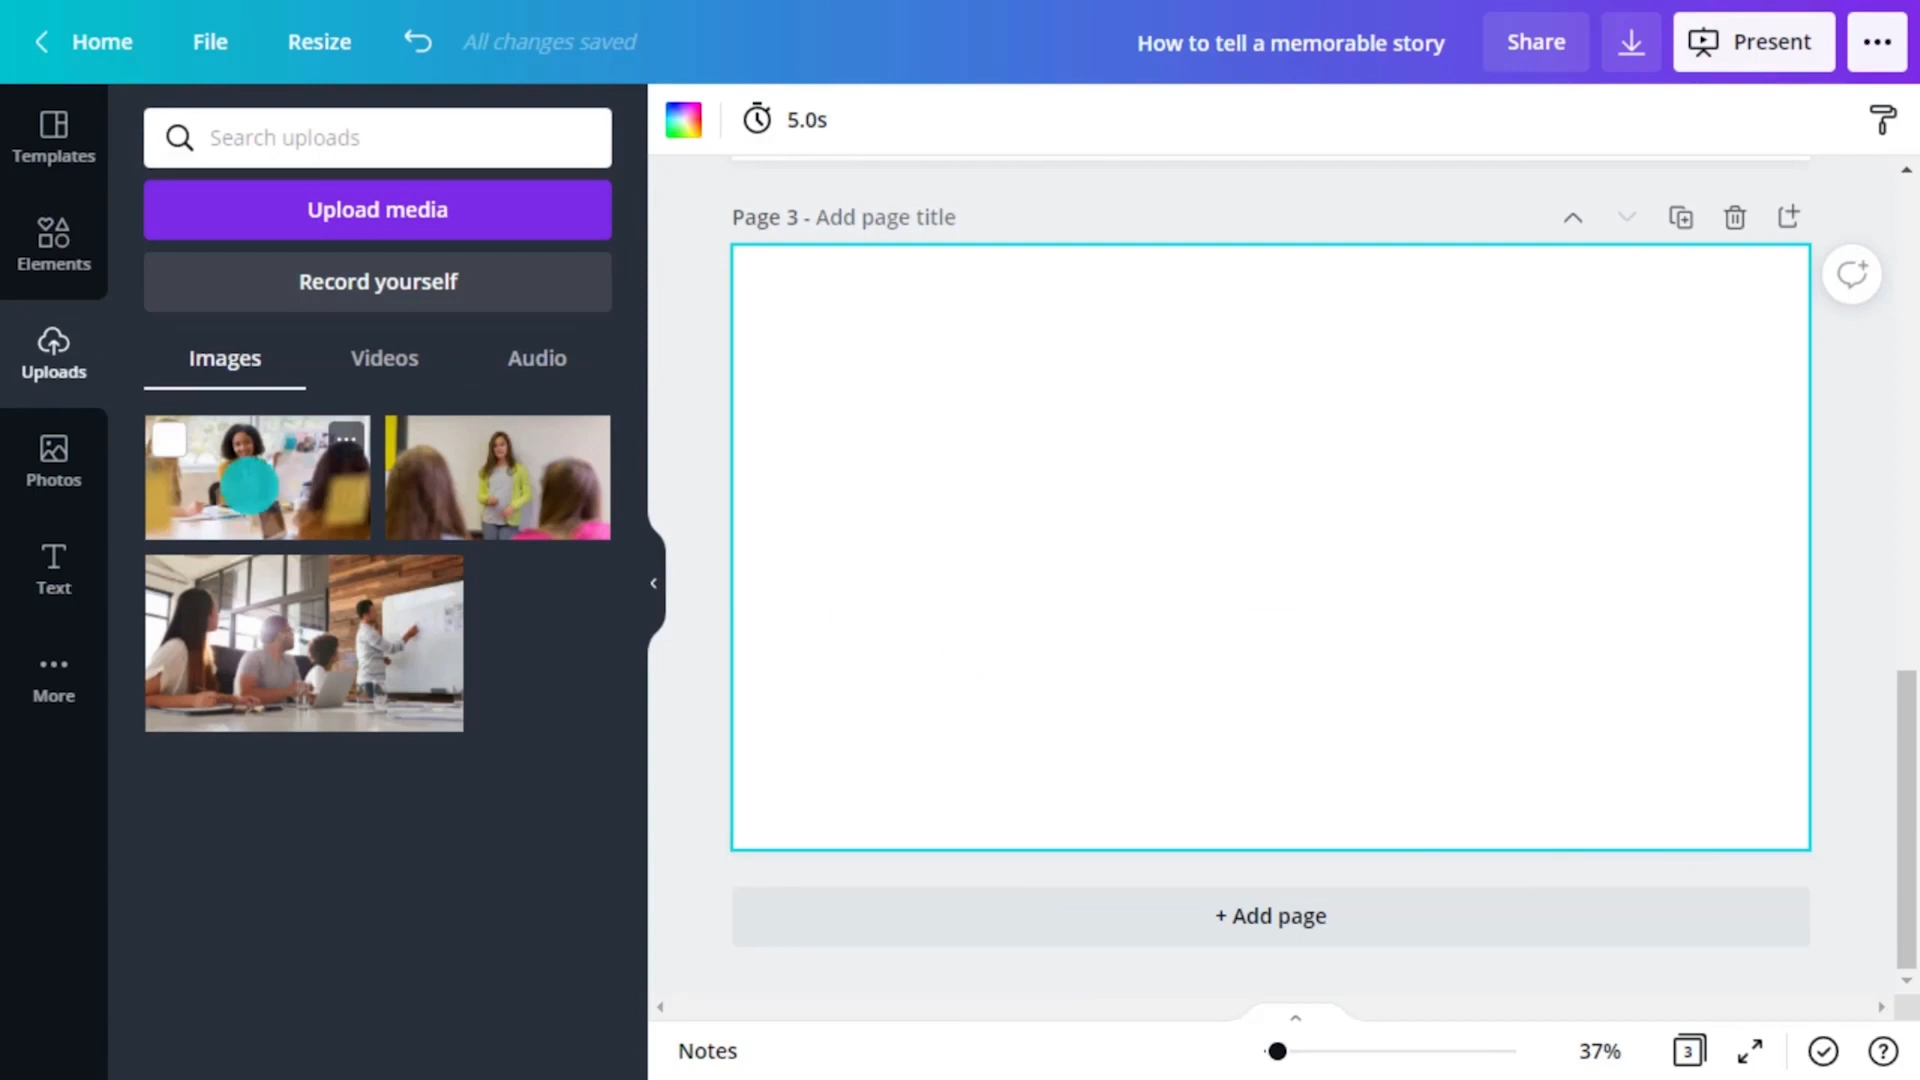 Home
File
Resize
All changes saved
How to tell a memorable story
Share
Present
Templates
Elements
Uploads
Photos
Text
More
Search uploads
Upload media
Record yourself
Images
Videos
Audio
5.0s
Page 3 - Add page title
+ Add page
Notes
37%
3